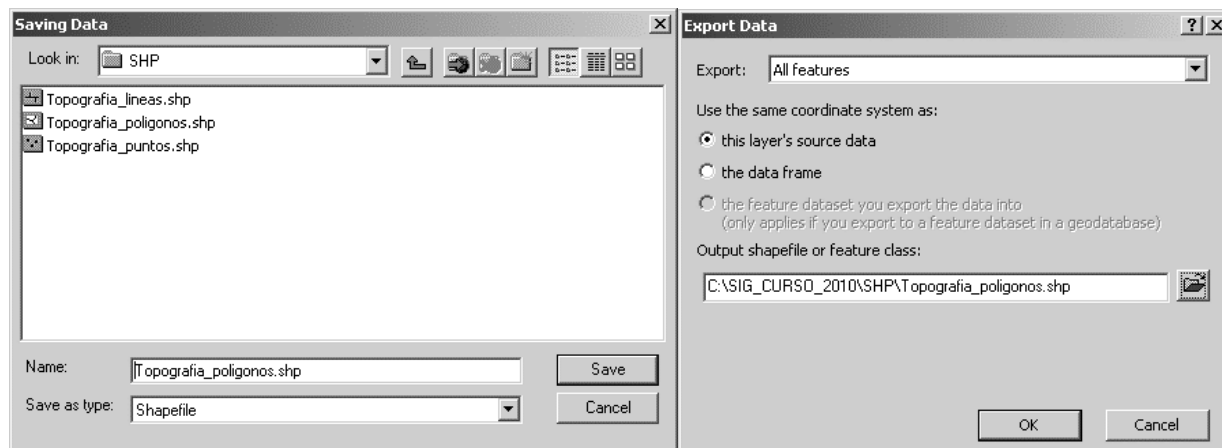 Saving Data
Look in: SHP
Topografia_lineas.shp
Topografia_poligonos.shp
Topografia_puntos.shp
Name: Topografia_poligonos.shp
Save
Save as type: Shapefile
Cancel
Export Data
Export: All features
Use the same coordinate system as:
this layer's source data
the data frame
the feature dataset you export the data into
(only applies if you export to a feature dataset in a geodatabase)
Output shapefile or feature class:
C:\SIG_CURSO_2010\SHP\Topografia_poligonos.shp
OK
Cancel